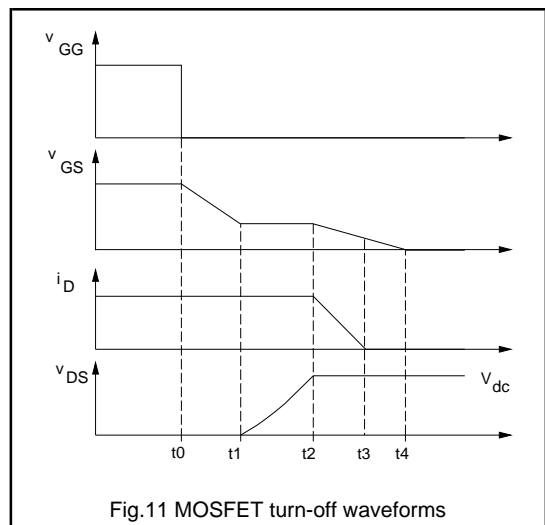 v GG
v GS
i D
v DS
V dc
t0 t1 t2 t3 t4
Fig.11 MOSFET turn-off waveforms